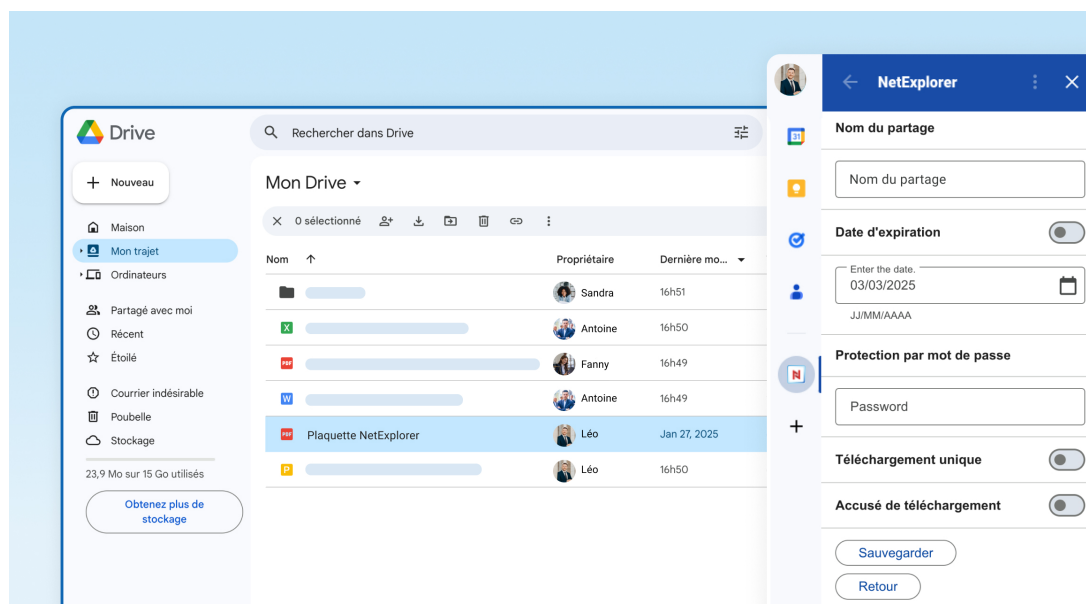 Drive
Rechercher dans Drive
Nouveau
Maison
Mon trajet
Ordinateurs
Partagé avec moi
Récent
Étoilé
Courrier indésirable
Poubelle
Stockage
23,9 Mo sur 15 Go utilisés
Obtenez plus de
stockage
Mon Drive
0 sélectionné
Nom Propriétaire Dernière mo...
Sandra 16h51
X Antoine 16h50
PDF Fanny 16h49
W Antoine 16h49
PDF Plaquette NetExplorer Léo Jan 27, 2025
P Léo 16h50
31
N
NetExplorer
Nom du partage
Nom du partage
Date d'expiration
Enter the date.
03/03/2025
JJ/MM/AAAA
Protection par mot de passe
Password
Téléchargement unique
Accusé de téléchargement
Sauvegarder
Retour